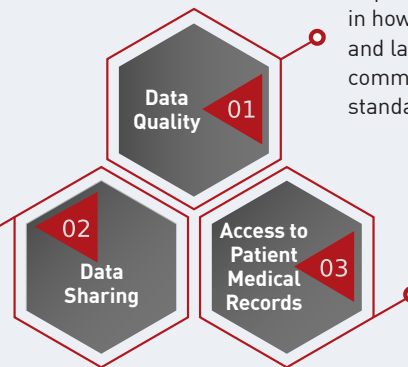 in how
and la
comm
standa
Data
Quality
01
02
Data
Sharing
Access to
Patient
Medical
Records
03